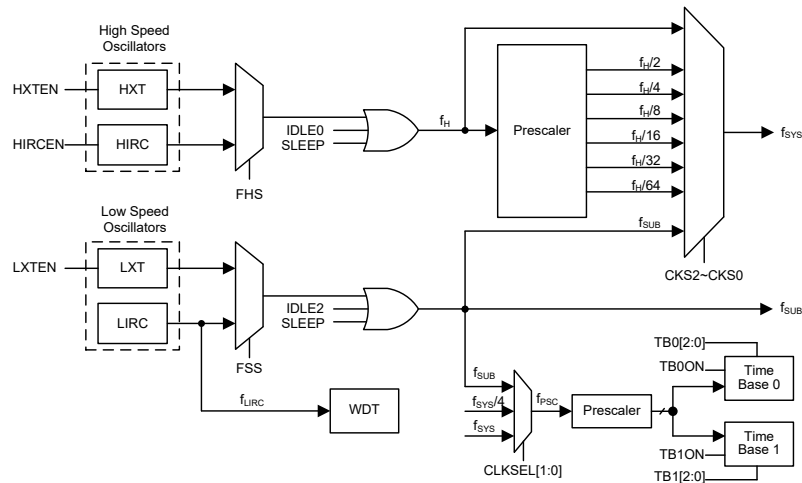 High Speed
Oscillators
HXTEN
HXT
HIRCEN
HIRC
FHS
IDLE0
SLEEP
fH
Prescaler
fH/2
fH/4
fH/8
fH/16
fH/32
fH/64
fSUB
CKS2~CKS0
fSYS
Low Speed
Oscillators
LXTEN
LXT
LIRC
FSS
IDLE2
SLEEP
fSUB
fLIRC
WDT
fSUB
fSYS/4
fSYS
CLKSEL[1:0]
fPSC
Prescaler
TB0[2:0]
TB0ON
Time
Base 0
Time
Base 1
TB1ON
TB1[2:0]